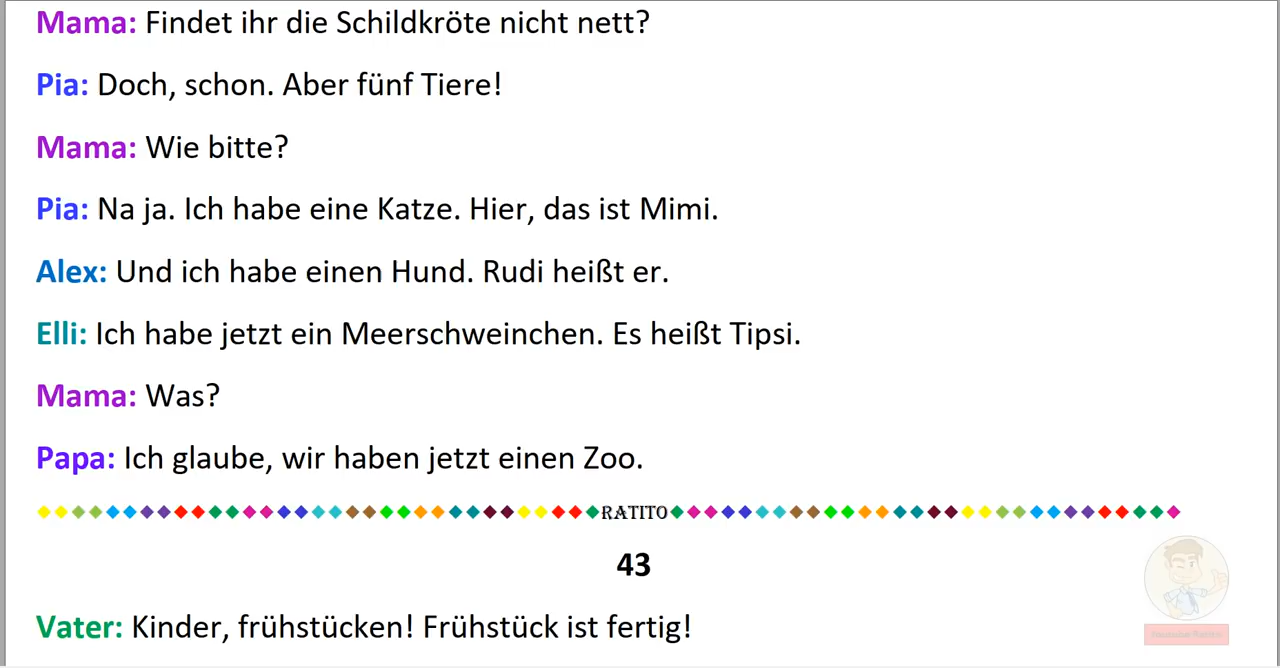 Mama: Findet ihr die Schildkröte nicht nett?
Pia: Doch, schon. Aber fünf Tiere!
Mama: Wie bitte?
Pia: Na ja. Ich habe eine Katze. Hier, das ist Mimi.
Alex: Und ich habe einen Hund. Rudi heißt er.
Elli: Ich habe jetzt ein Meerschweinchen. Es heißt Tipsi.
Mama: Was?
Papa: Ich glaube, wir haben jetzt einen Zoo.
RATITO
43
Vater: Kinder, frühstücken! Frühstück ist fertig!